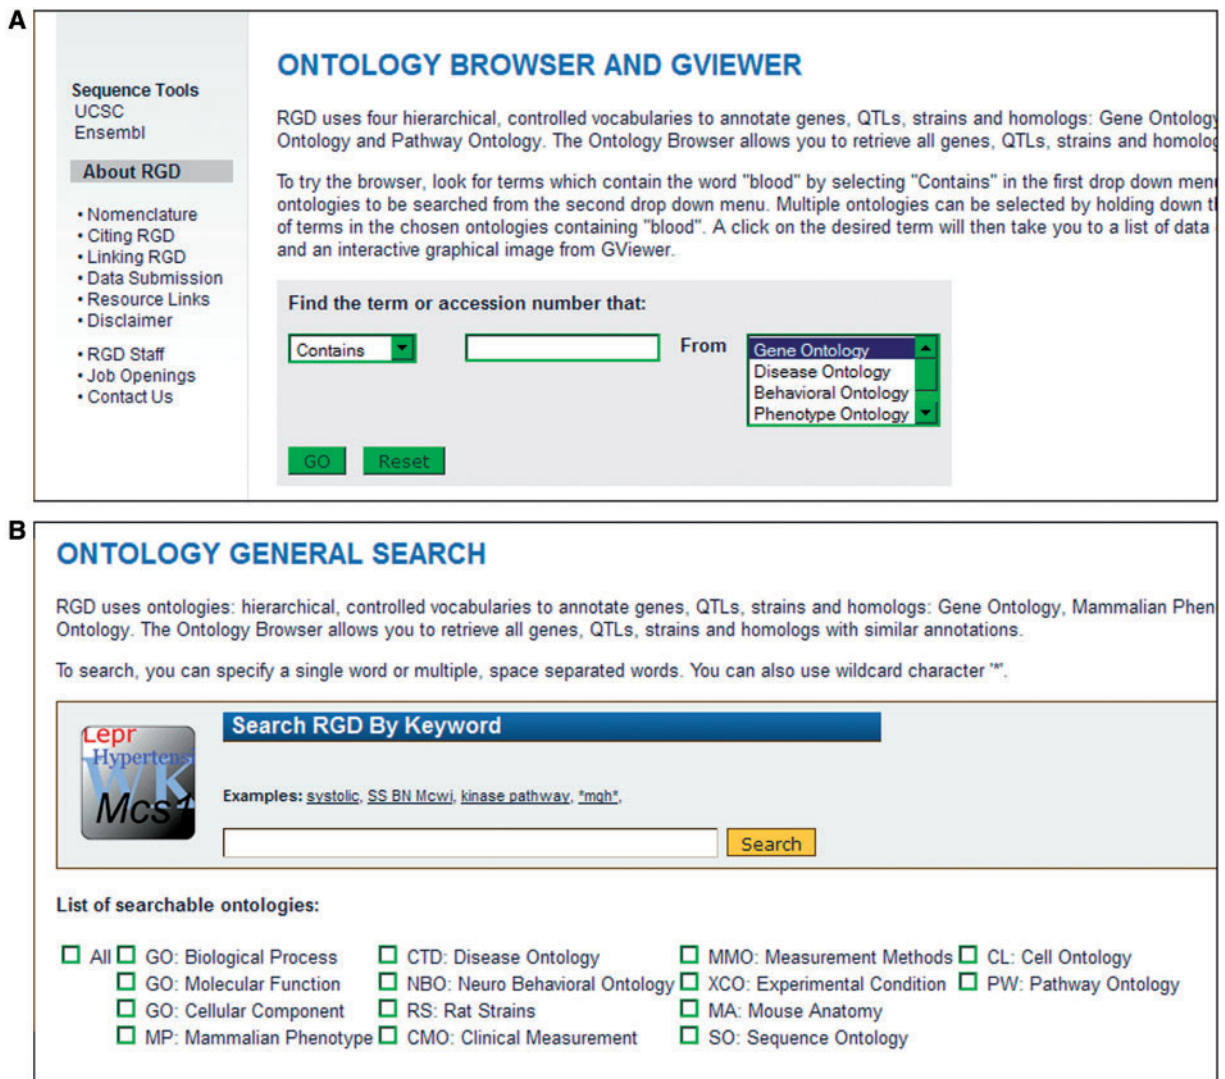 A
Sequence Tools
UCSC
Ensembl
About RGD
• Nomenclature
• Citing RGD
• Linking RGD
• Data Submission
• Resource Links
• Disclaimer
• RGD Staff
• Job Openings
• Contact Us
ONTOLOGY BROWSER AND GVIEWER
RGD uses four hierarchical, controlled vocabularies to annotate genes, QTLs, strains and homologs: Gene Ontology
Ontology and Pathway Ontology. The Ontology Browser allows you to retrieve all genes, QTLs, strains and homolog
To try the browser, look for terms which contain the word "blood" by selecting "Contains" in the first drop down men
ontologies to be searched from the second drop down menu. Multiple ontologies can be selected by holding down t
of terms in the chosen ontologies containing "blood". A click on the desired term will then take you to a list of data
and an interactive graphical image from GViewer.
Find the term or accession number that:
Contains From Gene Ontology
Disease Ontology
Behavioral Ontology
Phenotype Ontology
GO Reset
B
ONTOLOGY GENERAL SEARCH
RGD uses ontologies: hierarchical, controlled vocabularies to annotate genes, QTLs, strains and homologs: Gene Ontology, Mammalian Phen
Ontology. The Ontology Browser allows you to retrieve all genes, QTLs, strains and homologs with similar annotations.
To search, you can specify a single word or multiple, space separated words. You can also use wildcard character '*'.
Lepr
Hypertens
WK
Mcs1
Search RGD By Keyword
Examples: systolic, SS BN Mcwi, kinase pathway, *mgh*,
Search
List of searchable ontologies:
All GO: Biological Process CTD: Disease Ontology MMO: Measurement Methods CL: Cell Ontology
GO: Molecular Function NBO: Neuro Behavioral Ontology XCO: Experimental Condition PW: Pathway Ontology
GO: Cellular Component RS: Rat Strains MA: Mouse Anatomy
MP: Mammalian Phenotype CMO: Clinical Measurement SO: Sequence Ontology